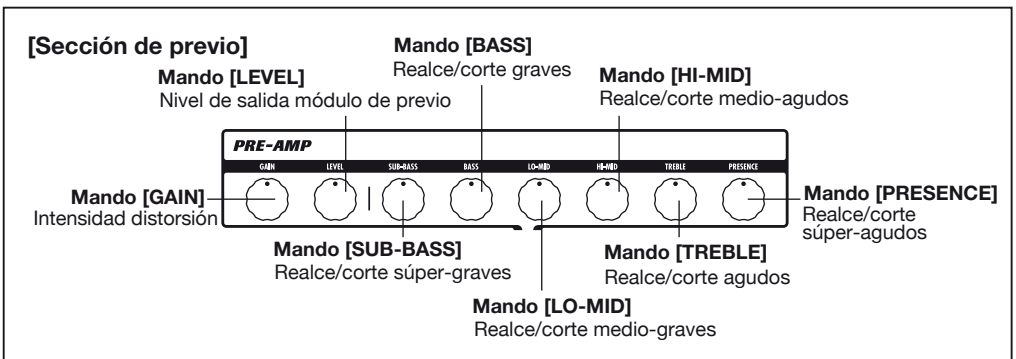 [Sección de previo]
Mando [LEVEL]
Nivel de salida módulo de previo
Mando [BASS]
Realce/corte graves
Mando [HI-MID]
Realce/corte medio-agudos
PRE-AMP
GAIN LEVEL SUB-BASS BASS LO-MID HI-MID TREBLE PRESENCE
Mando [GAIN]
Intensidad distorsión
Mando [PRESENCE]
Realce/corte
súper-agudos
Mando [SUB-BASS]
Realce/corte súper-graves
Mando [TREBLE]
Realce/corte agudos
Mando [LO-MID]
Realce/corte medio-graves